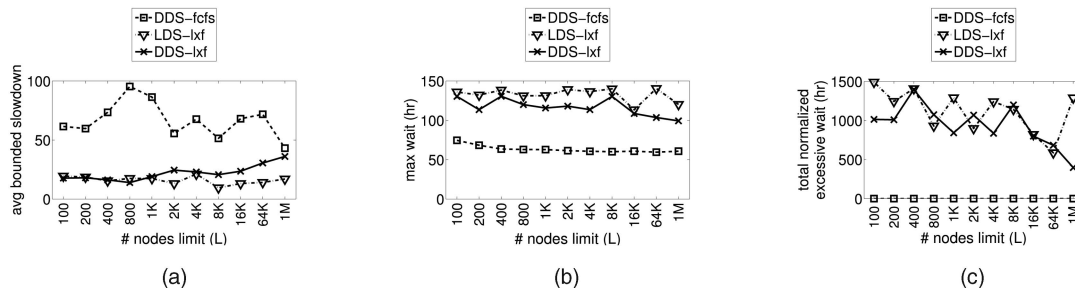 DDS-fcfs
LDS-lxf
DDS-lxf
100
50
0
avg bounded slowdown
100
200
400
800
1K
2K
4K
8K
16K
64K
1M
# nodes limit (L)
(a)
DDS-fcfs
LDS-lxf
DDS-lxf
150
100
50
0
max wait (hr)
100
200
400
800
1K
2K
4K
8K
16K
64K
1M
# nodes limit (L)
(b)
DDS-fcfs
LDS-lxf
DDS-lxf
1500
1000
500
0
total normalized
excessive wait (hr)
100
200
400
800
1K
2K
4K
8K
16K
64K
1M
# nodes limit (L)
(c)